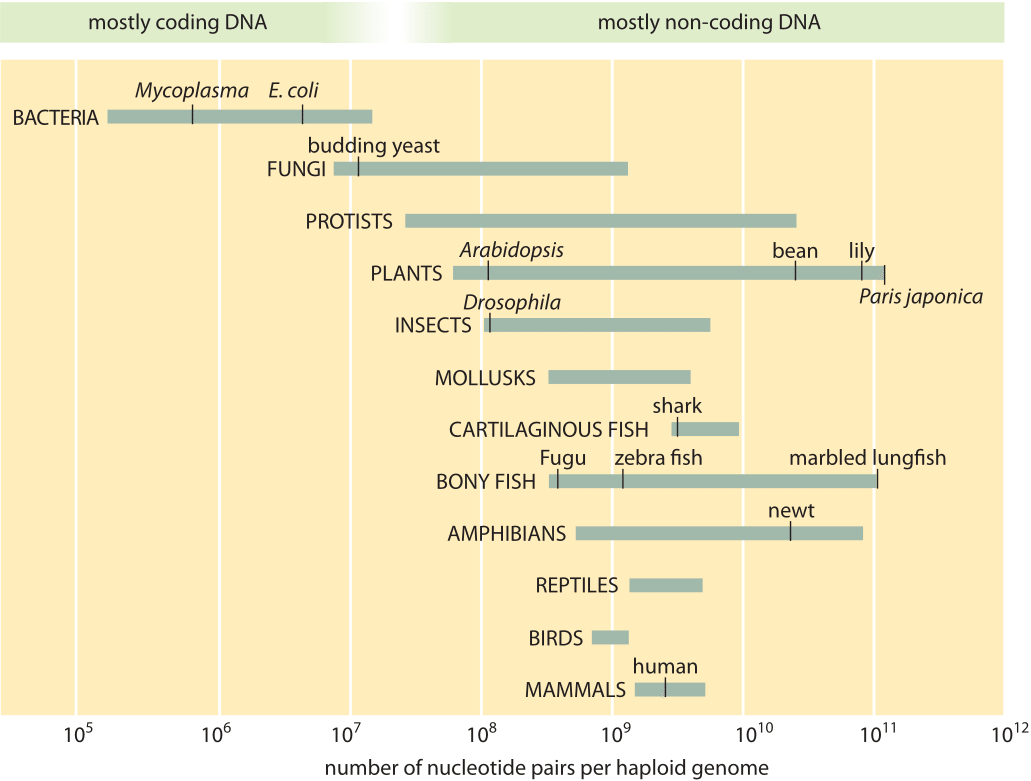 mostly coding DNA
mostly non-coding DNA
Mycoplasma
E. coli
BACTERIA
budding yeast
FUNGI
PROTISTS
Arabidopsis
bean
lily
PLANTS
Paris japonica
Drosophila
INSECTS
MOLLUSKS
shark
CARTILAGINOUS FISH
Fugu
zebra fish
marbled lungfish
BONY FISH
newt
AMPHIBIANS
REPTILES
BIRDS
human
MAMMALS
10⁵ 10⁶ 10⁷ 10⁸ 10⁹ 10¹⁰ 10¹¹ 10¹²
number of nucleotide pairs per haploid genome